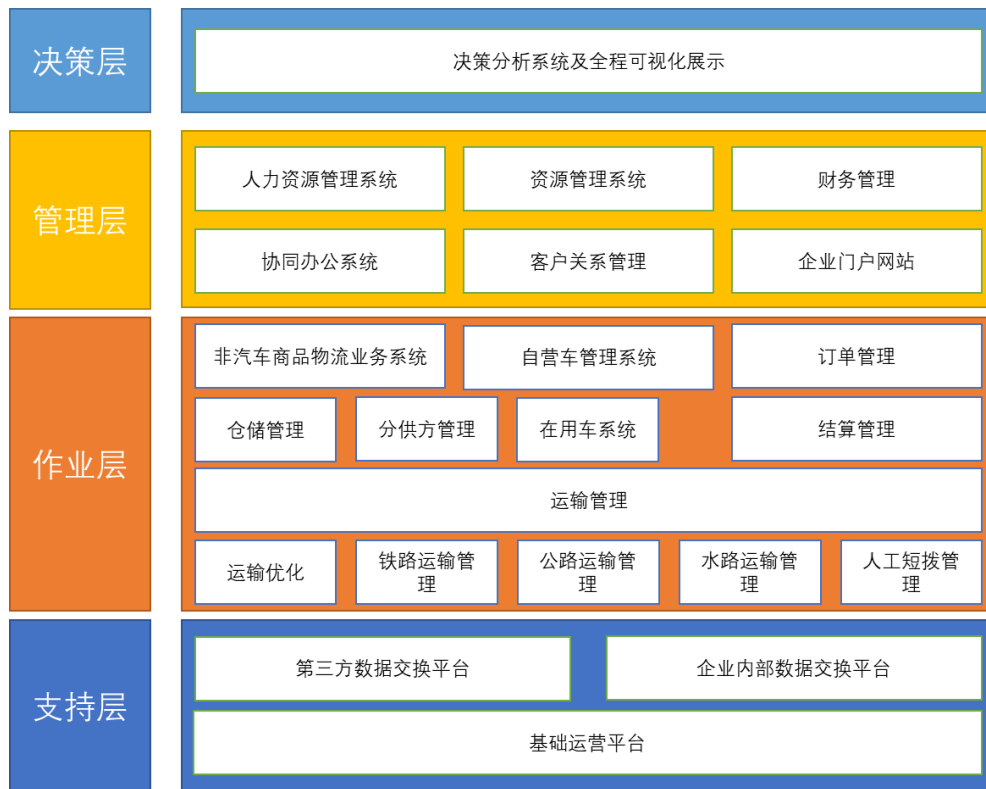 决策层
决策分析系统及全程可视化展示
管理层
人力资源管理系统
资源管理系统
财务管理
协同办公系统
客户关系管理
企业门户网站
作业层
非汽车商品物流业务系统
自营车管理系统
订单管理
仓储管理
分供方管理
在用车系统
结算管理
运输管理
运输优化
铁路运输管
理
公路运输管
理
水路运输管
理
人工短拨管
理
支持层
第三方数据交换平台
企业内部数据交换平台
基础运营平台